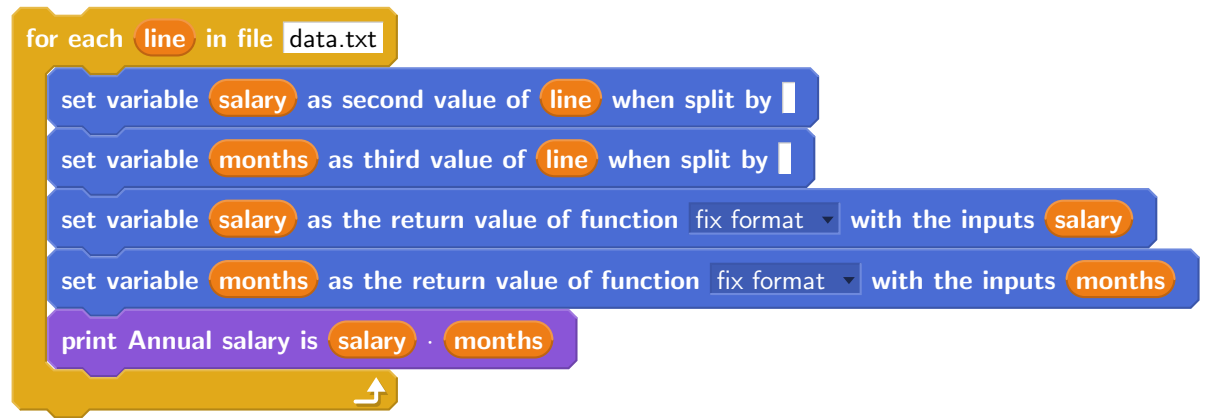 for each line in file data.txt
set variable salary as second value of line when split by
set variable months as third value of line when split by
set variable salary as the return value of function fix format with the inputs salary
set variable months as the return value of function fix format with the inputs months
print Annual salary is salary · months